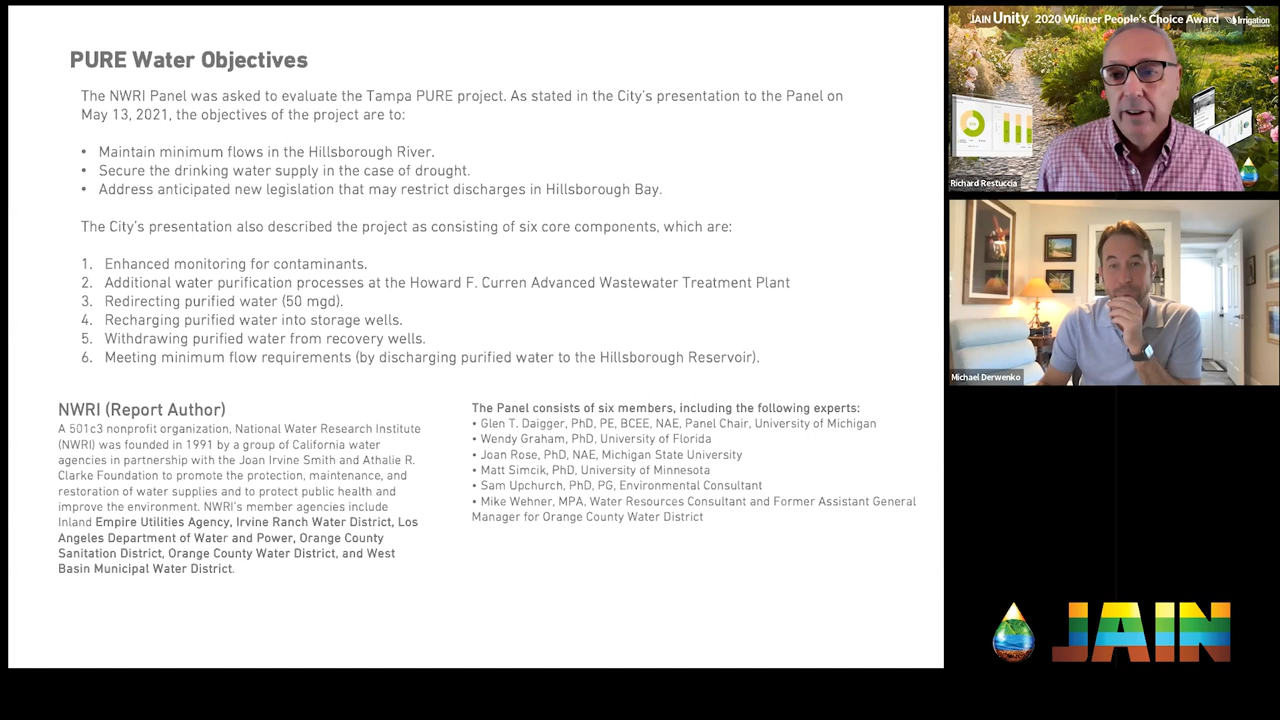 PURE Water Objectives
The NWRI Panel was asked to evaluate the Tampa PURE project. As stated in the City's presentation to the Panel on
May 13, 2021, the objectives of the project are to:
• Maintain minimum flows in the Hillsborough River.
• Secure the drinking water supply in the case of drought.
• Address anticipated new legislation that may restrict discharges in Hillsborough Bay.
The City's presentation also described the project as consisting of six core components, which are:
1. Enhanced monitoring for contaminants.
2. Additional water purification processes at the Howard F. Curren Advanced Wastewater Treatment Plant
3. Redirecting purified water (50 mgd).
4. Recharging purified water into storage wells.
5. Withdrawing purified water from recovery wells.
6. Meeting minimum flow requirements (by discharging purified water to the Hillsborough Reservoir).
NWRI (Report Author)
A 501c3 nonprofit organization, National Water Research Institute
(NWRI) was founded in 1991 by a group of California water
agencies in partnership with the Joan Irvine Smith and Athalie R.
Clarke Foundation to promote the protection, maintenance, and
restoration of water supplies and to protect public health and
improve the environment. NWRI's member agencies include
Inland Empire Utilities Agency, Irvine Ranch Water District, Los
Angeles Department of Water and Power, Orange County
Sanitation District, Orange County Water District, and West
Basin Municipal Water District.
The Panel consists of six members, including the following experts:
• Glen T. Daigger, PhD, PE, BCEE, NAE, Panel Chair, University of Michigan
• Wendy Graham, PhD, University of Florida
• Joan Rose, PhD, NAE, Michigan State University
• Matt Simcik, PhD, University of Minnesota
• Sam Upchurch, PhD, PG, Environmental Consultant
• Mike Wehner, MPA, Water Resources Consultant and Former Assistant General
Manager for Orange County Water District
JAIN Unity. 2020 Winner People's Choice Award Irrigation
Richard Restuccia
Michael Derwenko
JAIN